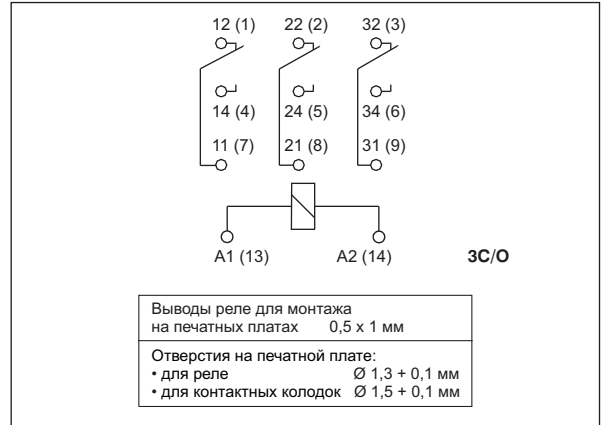 12 (1) 22 (2) 32 (3)
14 (4) 24 (5) 34 (6)
11 (7) 21 (8) 31 (9)
A1 (13) A2 (14) 3C/O
Выводы реле для монтажа
на печатных платах 0,5 x 1 мм
Отверстия на печатной плате:
• для реле Ø 1,3 + 0,1 мм
• для контактных колодок Ø 1,5 + 0,1 мм